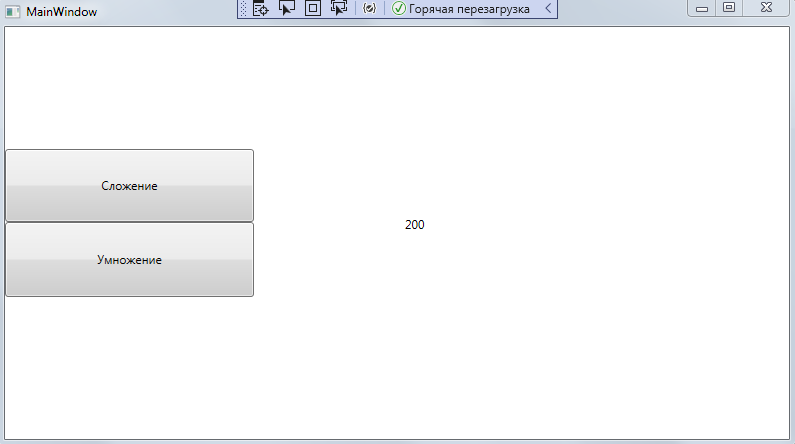 MainWindow
Горячая перезагрузка
Сложение
200
Умножение